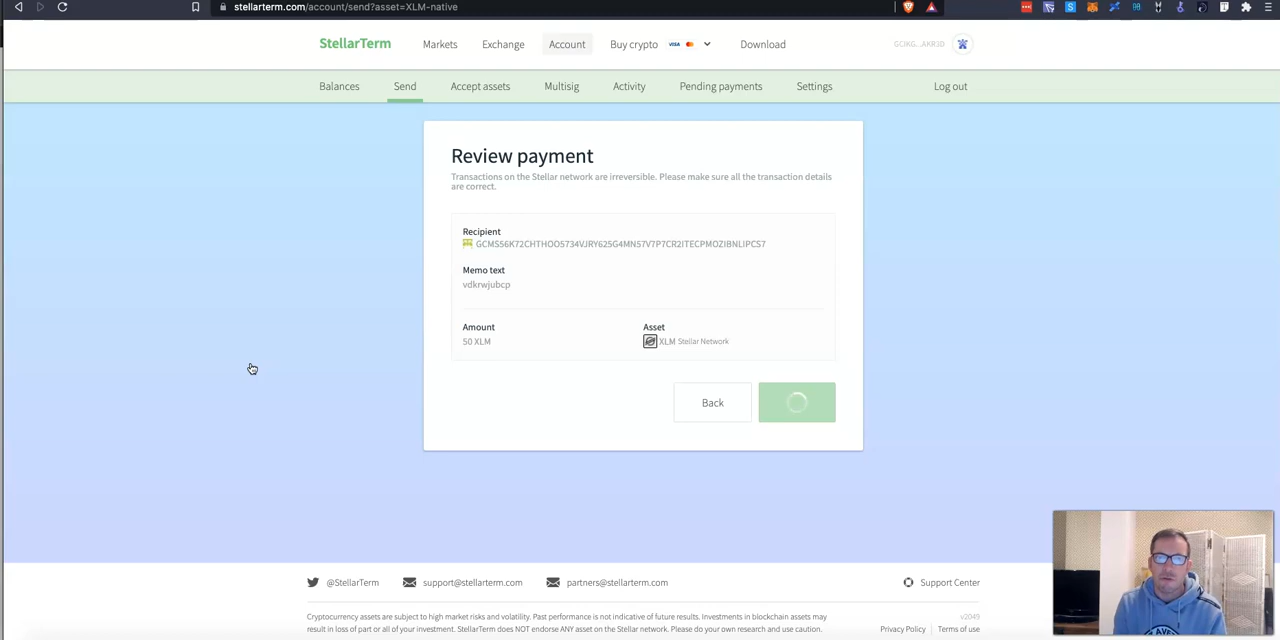 stellarterm.com/account/send?asset=XLM-native
StellarTerm Markets Exchange Account Buy crypto VISA Download GCIKG...AKR3D
Balances Send Accept assets Multisig Activity Pending payments Settings Log out
Review payment
Transactions on the Stellar network are irreversible. Please make sure all the transaction details
are correct.
Recipient
GCMSS6K72CHTHOO5734VJRY625G4MN57V7P7CR2ITECPMOZIBNLIPCS7
Memo text
vdkrwjubcp
Amount Asset
50 XLM XLM Stellar Network
Back
@StellarTerm support@stellarterm.com partners@stellarterm.com Support Center
Cryptocurrency assets are subject to high market risks and volatility. Past performance is not indicative of future results. Investments in blockchain assets may v2045
result in loss of part or all of your investment. StellarTerm does NOT endorse ANY asset on the Stellar network. Please do your own research and use caution. Privacy Policy Terms of use